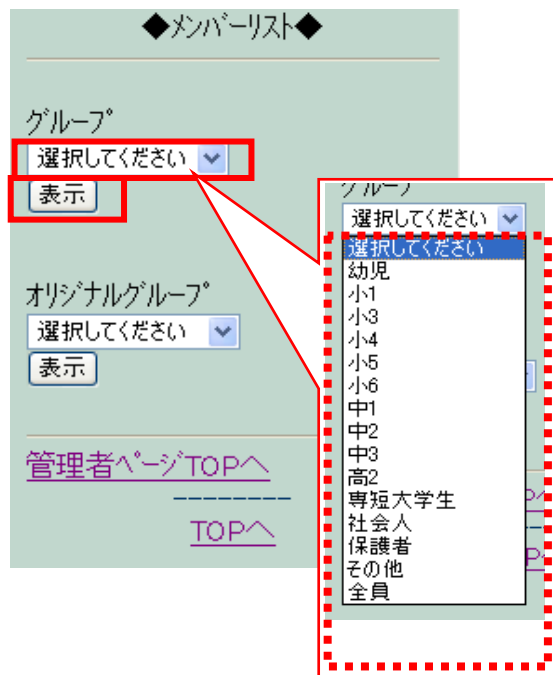 ◆メンバーリスト◆
グループ
選択してください
表示
オリジナルグループ
選択してください
表示
管理者ページTOPへ
--------
TOPへ
グループ
選択してください
選択してください
幼児
小1
小3
小4
小5
小6
中1
中2
中3
高2
専短大学生
社会人
保護者
その他
全員